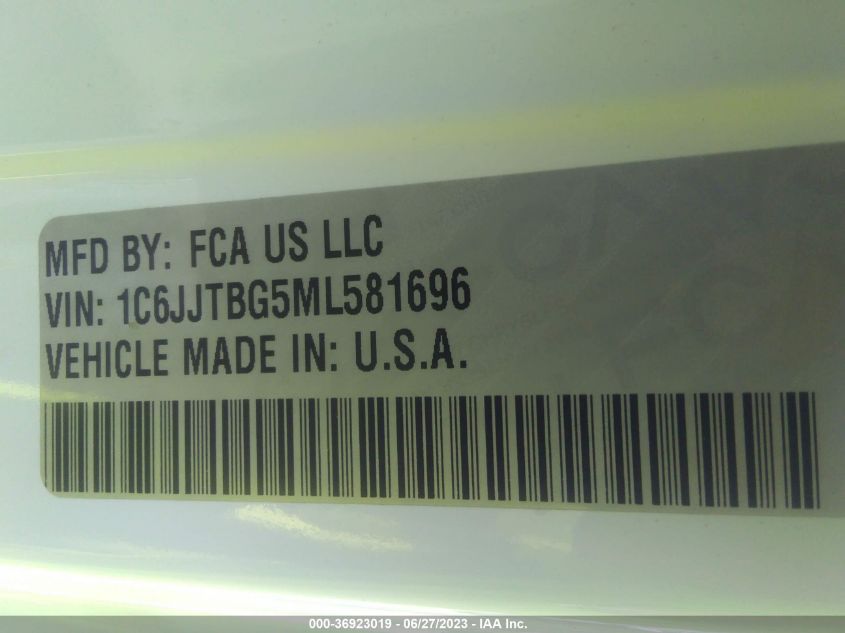 MFD BY: FCA US LLC
VIN: 1C6JJTBG5ML581696
VEHICLE MADE IN: U.S.A.
000-36923019 - 06/27/2023 - IAA Inc.